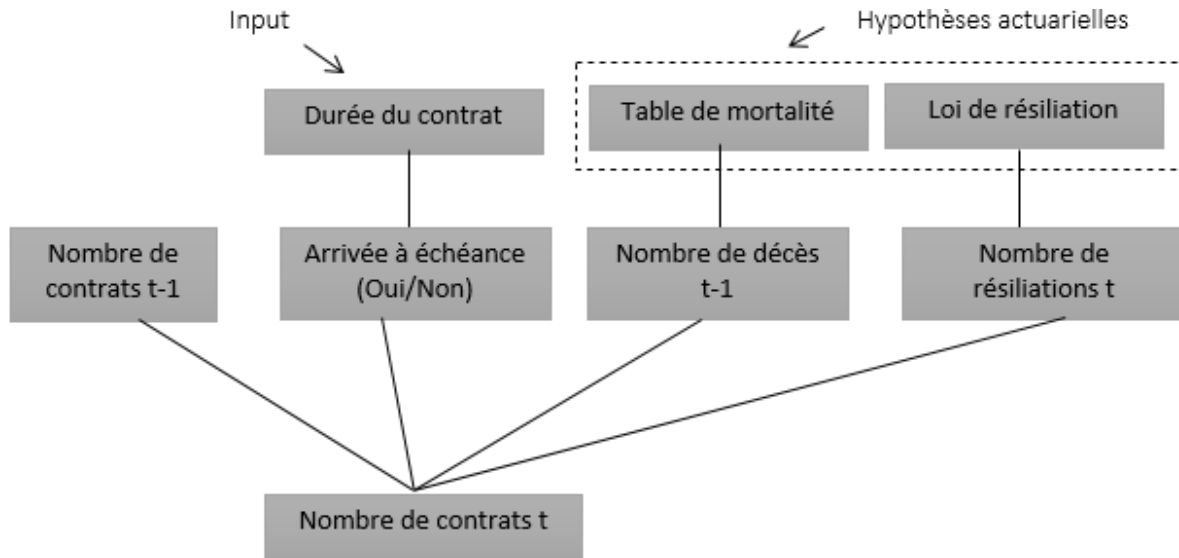 Input
Hypothèses actuarielles
Durée du contrat
Table de mortalité
Loi de résiliation
Nombre de
contrats t-1
Arrivée à échéance
(Oui/Non)
Nombre de décès
t-1
Nombre de
résiliations t
Nombre de contrats t